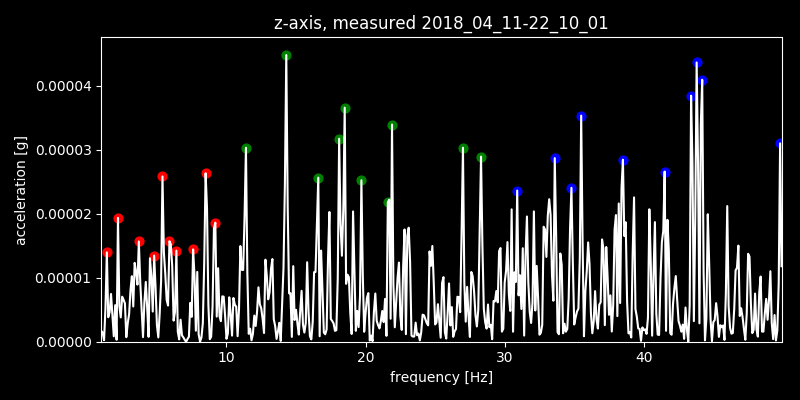 z-axis, measured 2018_04_11-22_10_01
acceleration [g]
0.00004
0.00003
0.00002
0.00001
0.00000
10 20 30 40
frequency [Hz]